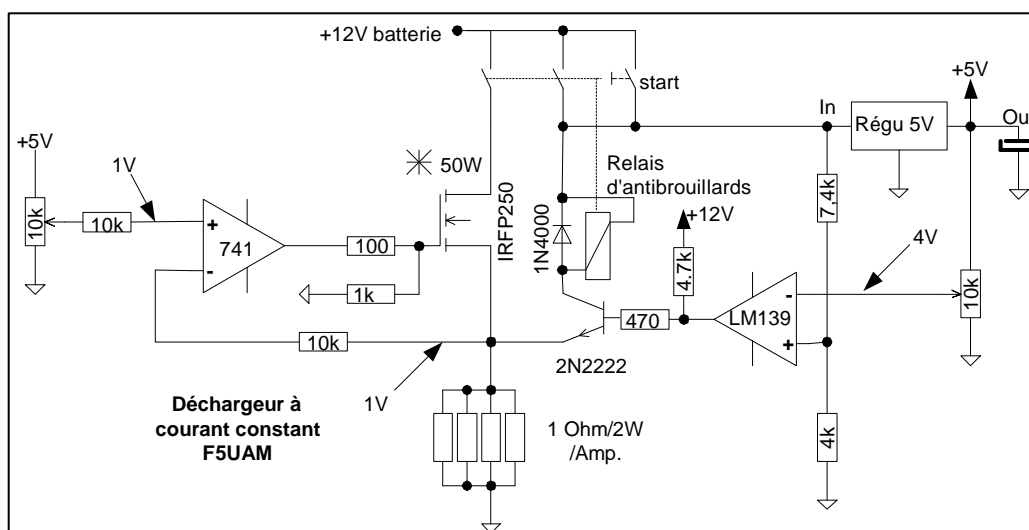 +12V batterie
start
+5V
In
Régu 5V
Ou
+5V
1V
50W
IRFP250
Relais
d'antibrouillards
7,4k
10k
10k
+
-
741
100
1k
1N4000
+12V
4.7k
4V
-
+
LM139
10k
470
10k
2N2222
1V
Déchargeur à
courant constant
F5UAM
1 Ohm/2W
/Amp.
4k